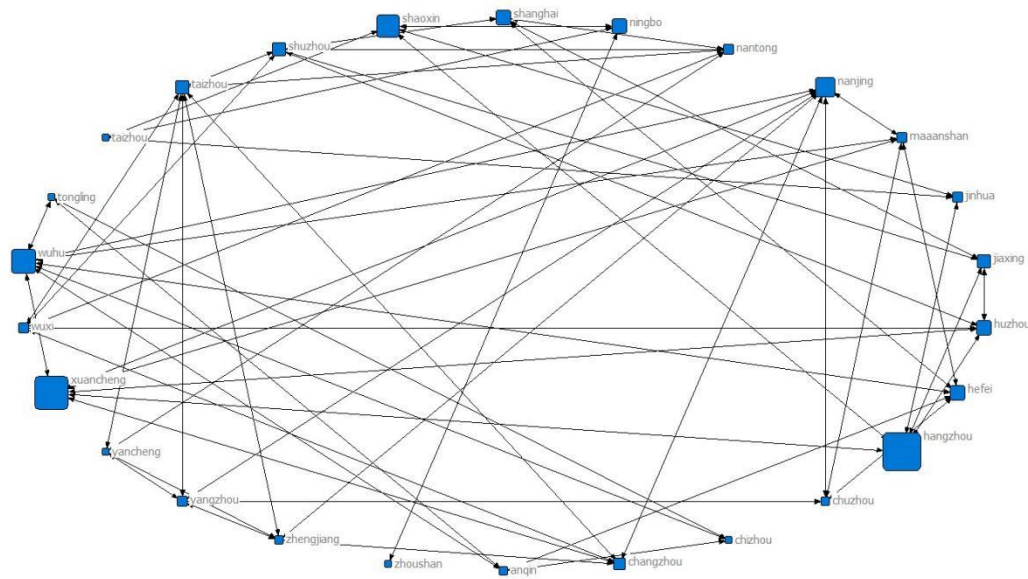 shaoxin
shanghai
ningbo
shuzhou
nantong
taizhou
nanjing
taizhou
maaanshan
tongling
jinhua
wuhu
jiaxing
wuxi
huzhou
xuancheng
hefei
hangzhou
yancheng
yangzhou
chuzhou
zhengjiang
chizhou
zhoushan
anqin
changzhou